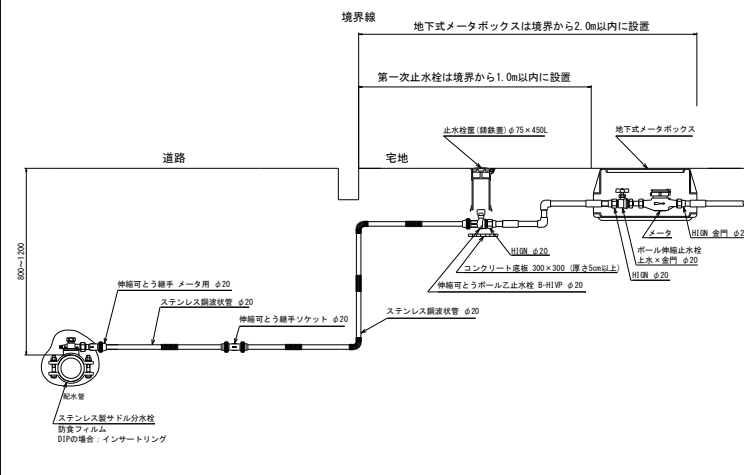 境界線
地下式メータボックスは境界から2.0m以内に設置
第一次止水栓は境界から1.0m以内に設置
止水栓筐(鋳鉄蓋)φ75×450L
地下式メータボックス
道路
宅地
800~1200
メータ
HIGN 金門 φ2
ボール伸縮止水栓
上水×金門 φ20
HIGN φ20
HIGN φ20
コンクリート底板 300×300 (厚さ5cm以上)
伸縮可とうボール乙止水栓 B-HIVP φ20
伸縮可とう継手 メータ用 φ20
ステンレス鋼波状管 φ20
伸縮可とう継手ソケット φ20
ステンレス鋼波状管 φ20
配水管
ステンレス製サドル分水栓
防食フィルム
DIPの場合：インサートリング